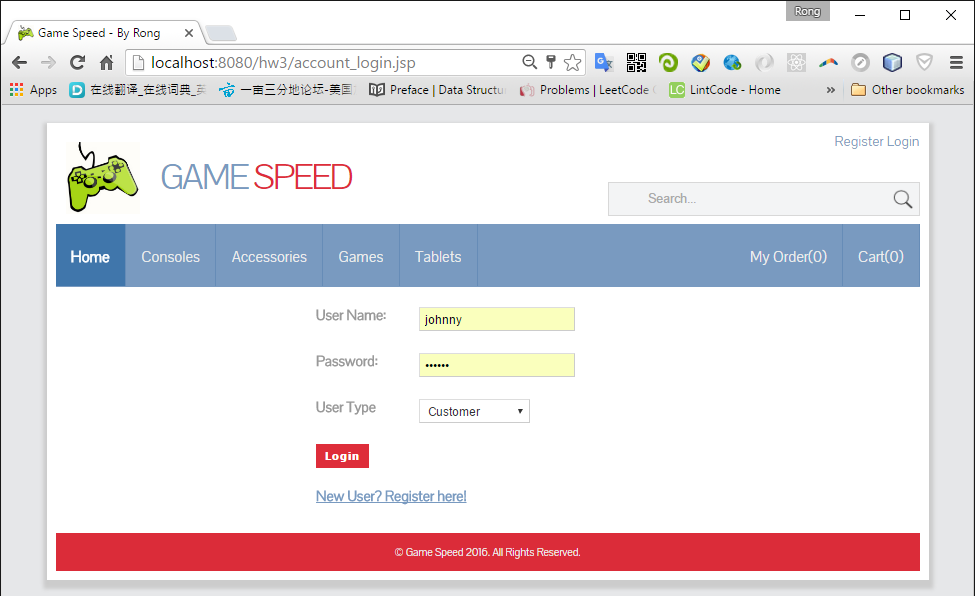 Rong
Game Speed - By Rong
localhost:8080/hw3/account_login.jsp
Apps 在线翻译_在线词典_ 一亩三分地论坛-美国 Preface | Data Structu Problems | LeetCode LC LintCode - Home » Other bookmarks
Register Login
GAME SPEED
Search...
Home Consoles Accessories Games Tablets My Order(0) Cart(0)
User Name: johnny
Password: ••••••
User Type Customer
Login
New User? Register here!
© Game Speed 2016. All Rights Reserved.